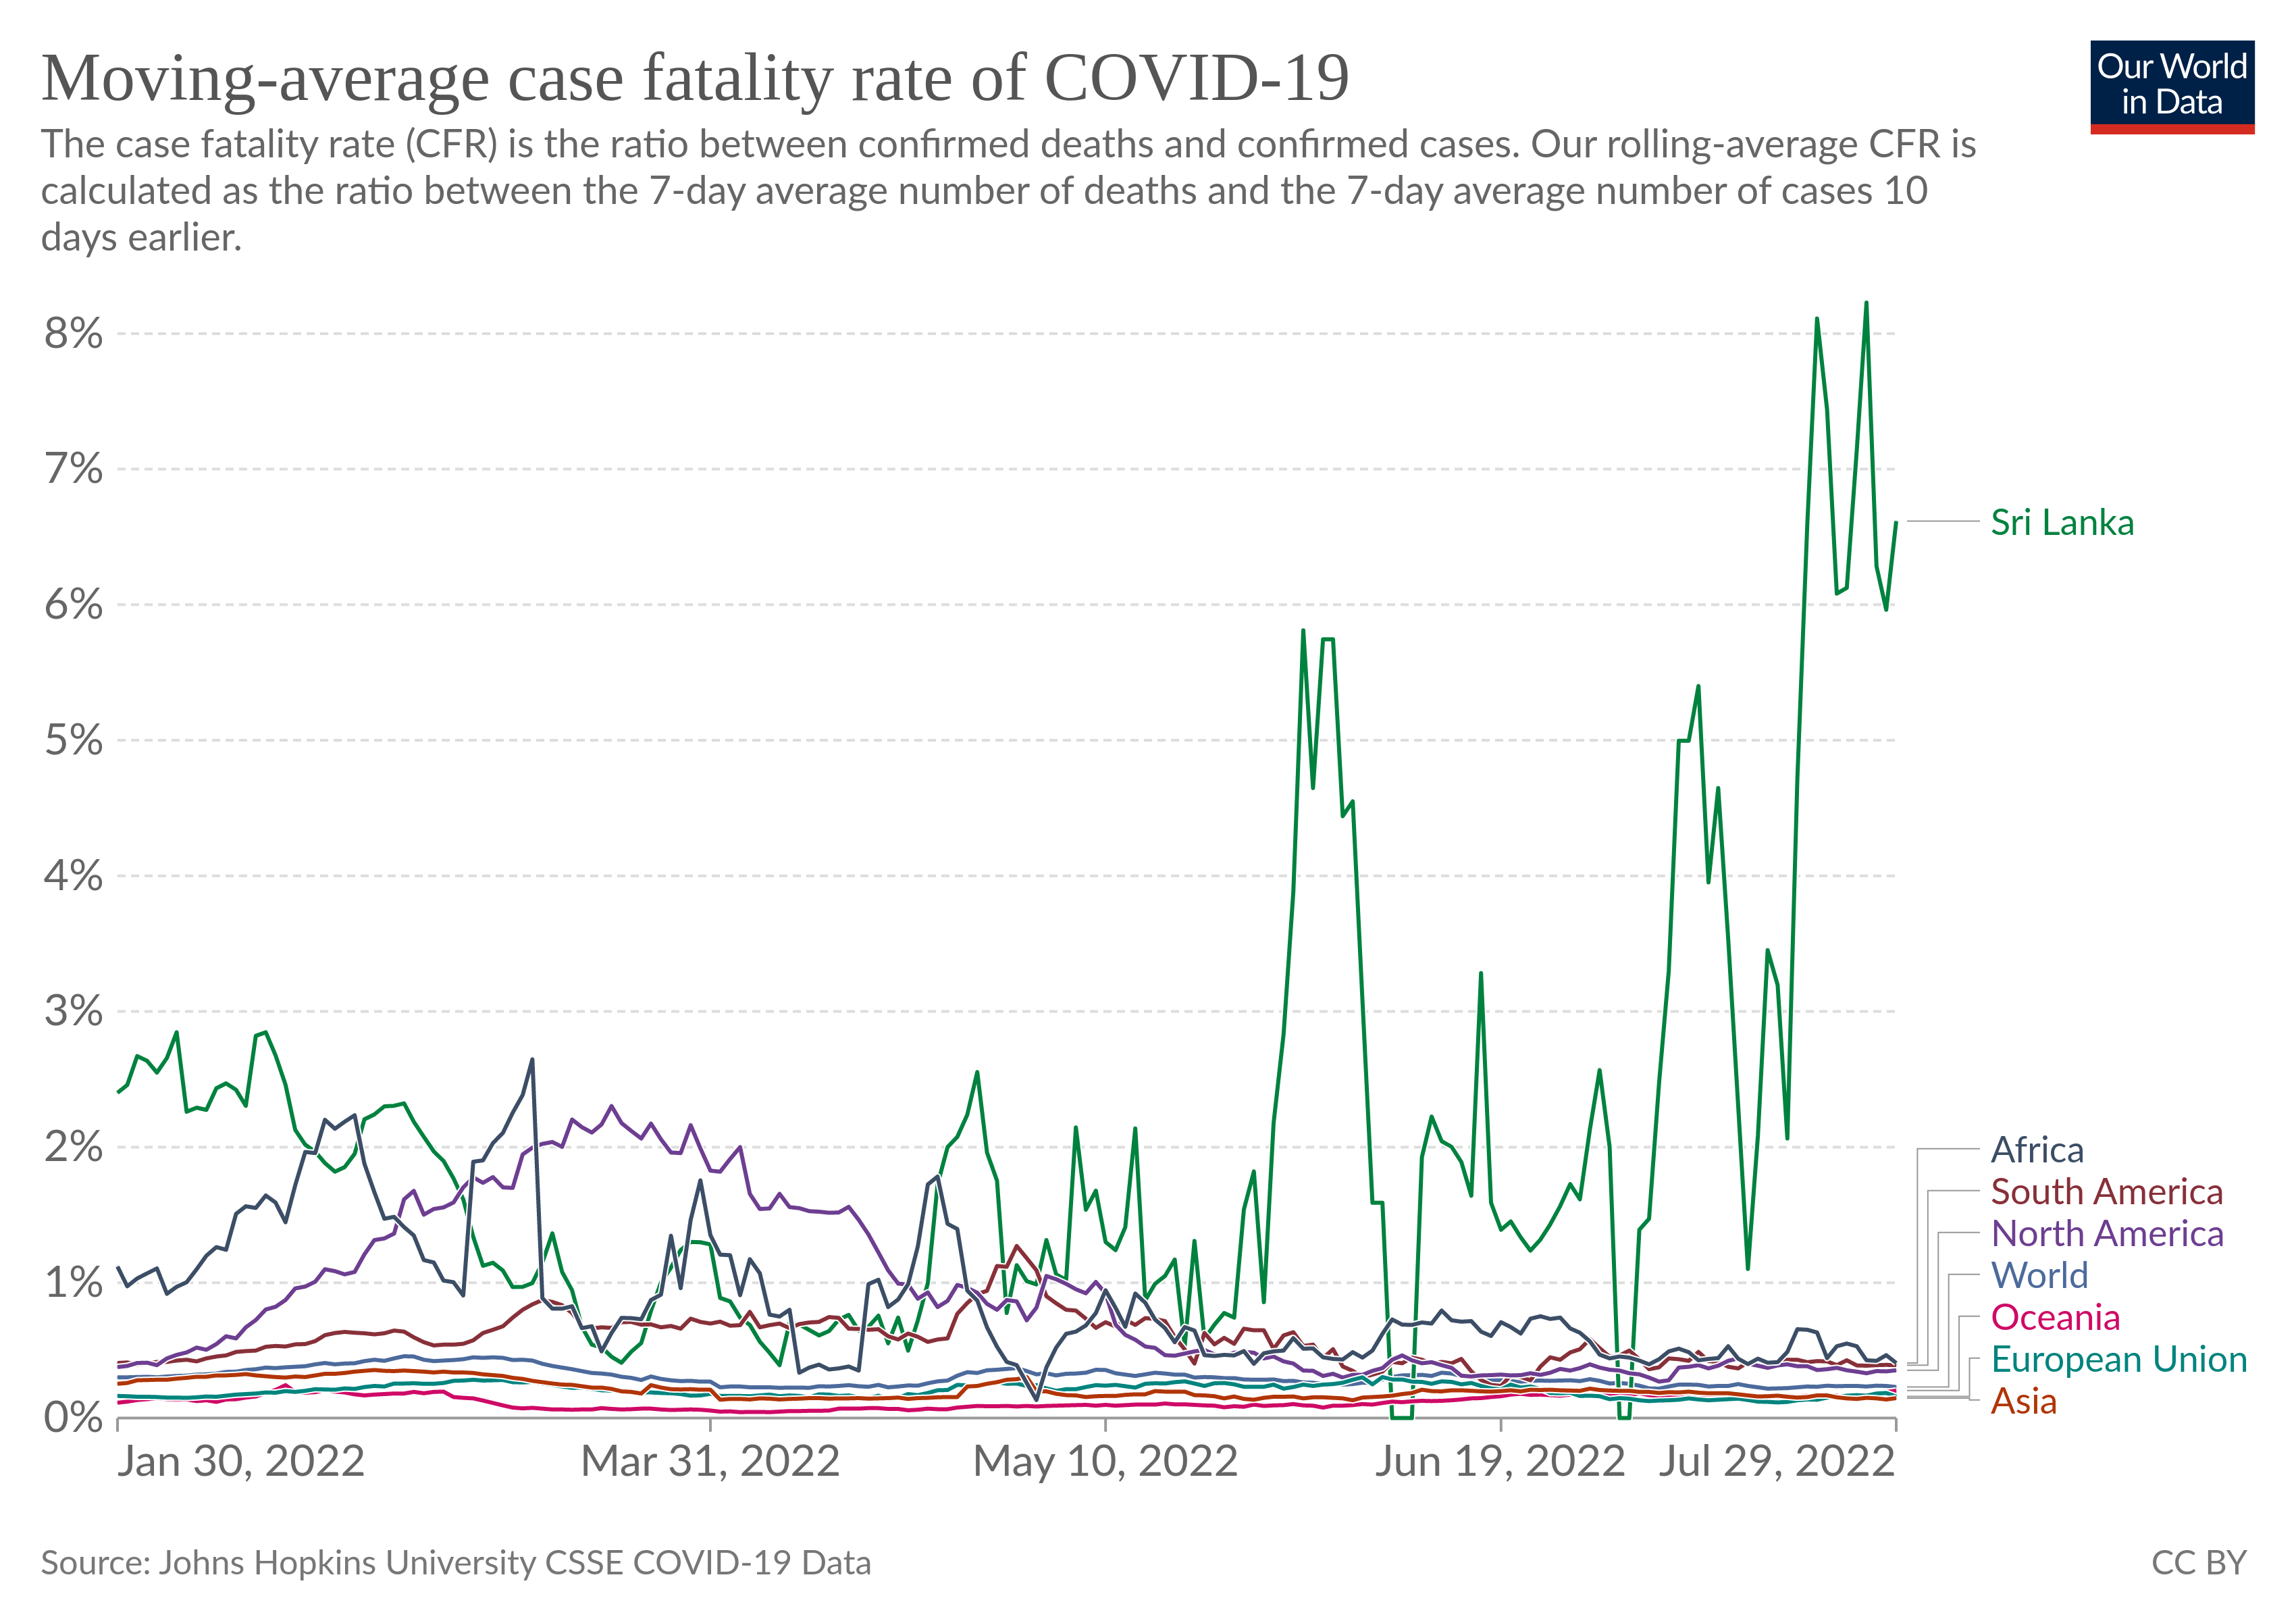 Moving-average case fatality rate of COVID-19
Our World
in Data
The case fatality rate (CFR) is the ratio between confirmed deaths and confirmed cases. Our rolling-average CFR is
calculated as the ratio between the 7-day average number of deaths and the 7-day average number of cases 10
days earlier.
8%
7%
6%
5%
4%
3%
2%
1%
0%
Sri Lanka
Africa
South America
North America
World
Oceania
European Union
Asia
Jan 30, 2022
Mar 31, 2022
May 10, 2022
Jun 19, 2022
Jul 29, 2022
Source: Johns Hopkins University CSSE COVID-19 Data
CC BY